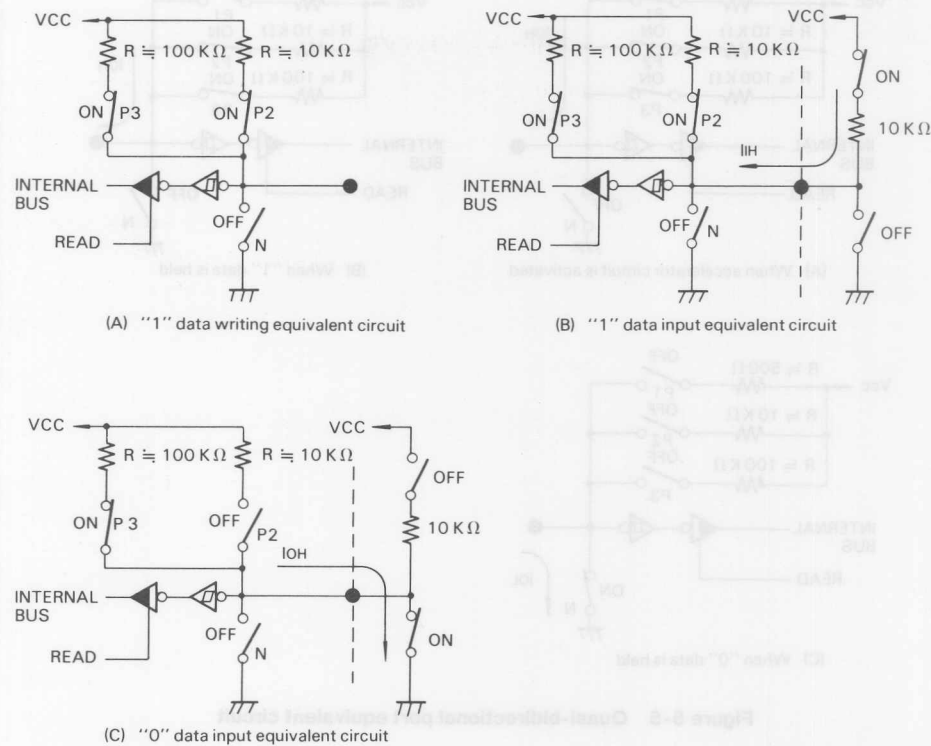 VCC
R ≒ 100 KΩ R ≒ 10 KΩ
ON P3 ON P2
INTERNAL
BUS
OFF
READ N
(A) "1" data writing equivalent circuit
VCC VCC
R ≒ 100 KΩ R ≒ 10 KΩ
ON
ON P3 ON P2
10 KΩ
IIH
INTERNAL
BUS
OFF OFF
READ N
(B) "1" data input equivalent circuit
VCC VCC
R ≒ 100 KΩ R ≒ 10 KΩ
OFF
ON P3 OFF P2
10 KΩ
IOH
INTERNAL
BUS
OFF ON
READ N
(C) "0" data input equivalent circuit